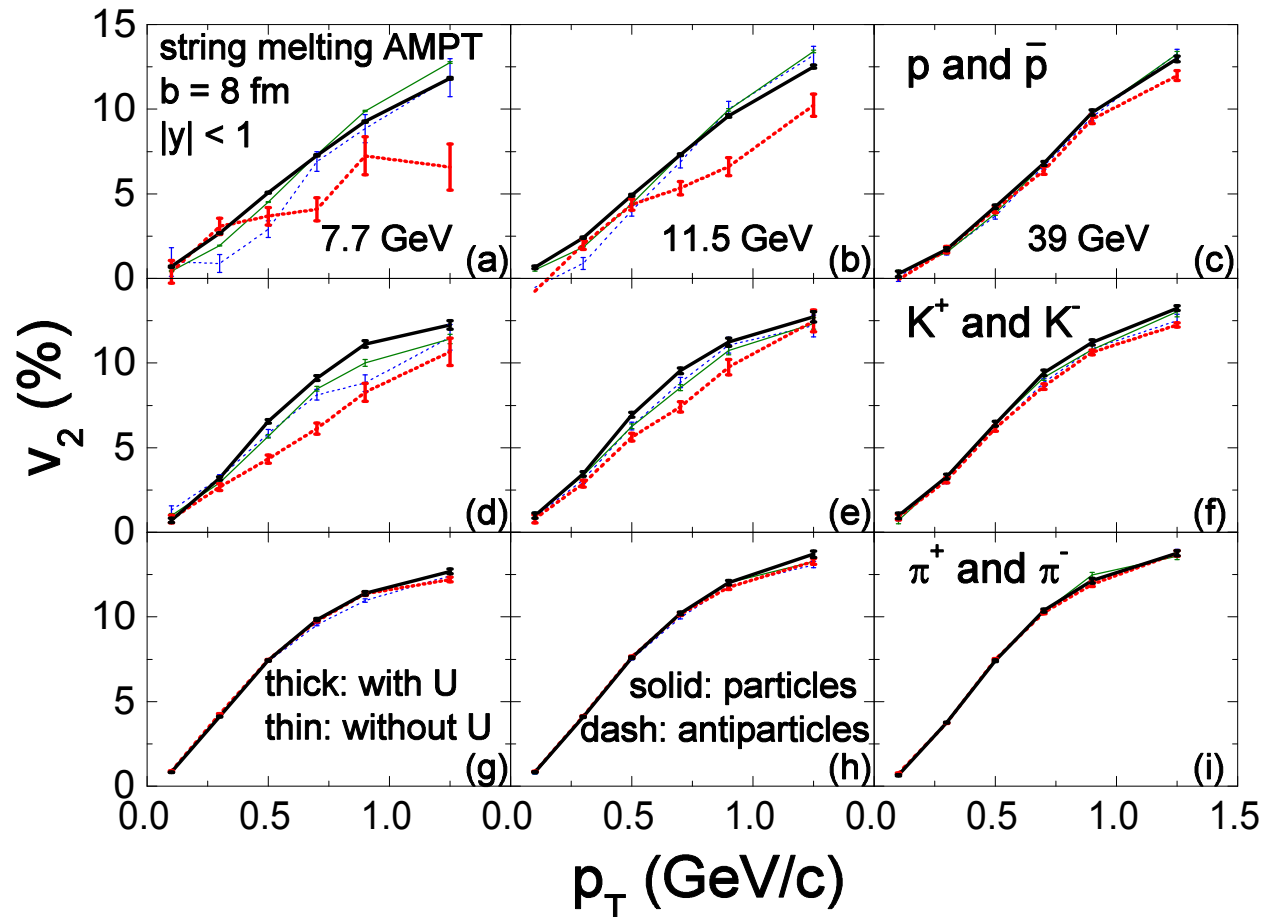 15
string melting AMPT
b = 8 fm
|y| < 1
p and p̄
10
5
7.7 GeV
11.5 GeV
39 GeV
0
(a)
(b)
(c)
K⁺ and K⁻
10
5
0
(d)
(e)
(f)
π⁺ and π⁻
10
5
thick: with U
thin: without U
solid: particles
dash: antiparticles
0
(g)
(h)
(i)
0.0 0.5 1.0 0.0 0.5 1.0 0.0 0.5 1.0 1.5
v₂ (%)
p_T (GeV/c)